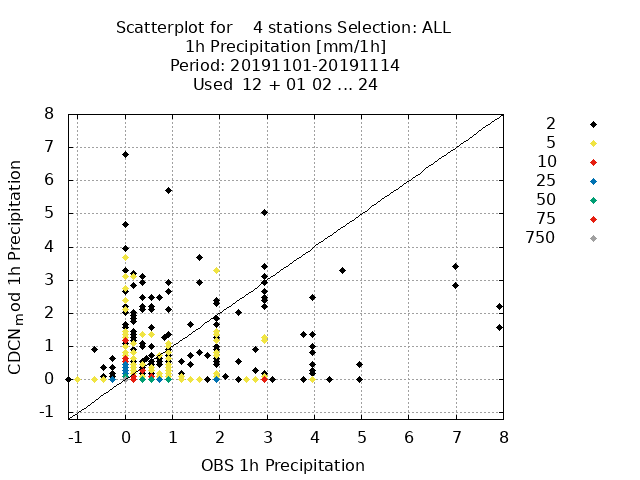 Scatterplot for 4 stations Selection: ALL
1h Precipitation [mm/1h]
Period: 20191101-20191114
Used 12 + 01 02 ... 24
8
7
6
5
4
3
2
1
0
-1
-1 0 1 2 3 4 5 6 7 8
CDCN_mod 1h Precipitation
OBS 1h Precipitation
2
5
10
25
50
75
750